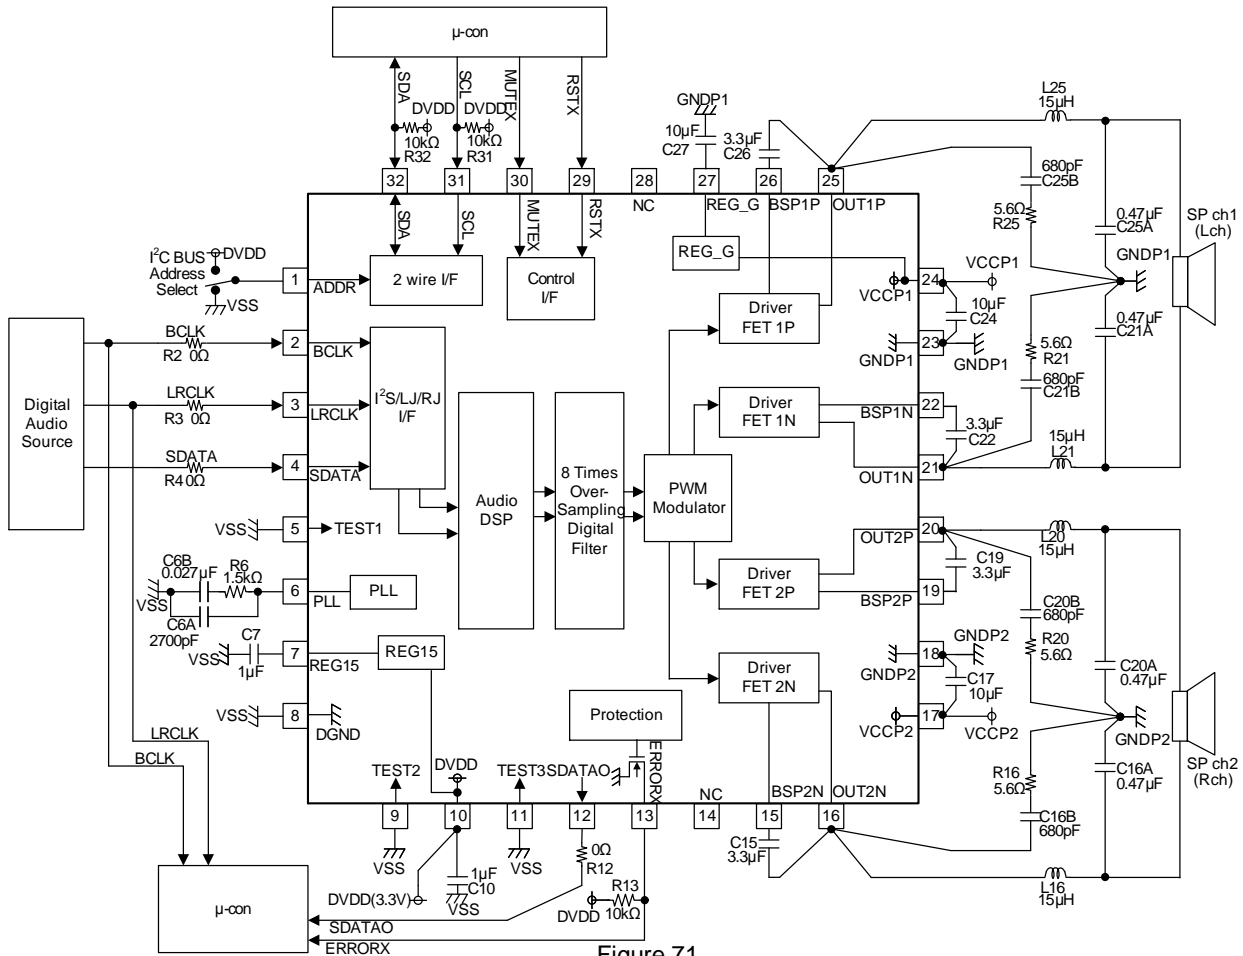 µ-con
SDA
SCL
MUTEX
RSTX
DVDD
DVDD
10kΩ
R32
10kΩ
R31
GNDP1
10µF
C27
3.3µF
C26
L25
15µH
680pF
C25B
5.6Ω
R25
0.47µF
C25A
SP ch1
(Lch)
32
31
30
29
28
27
26
25
NC
REG_G
BSP1P
OUT1P
SDA
SCL
MUTEX
RSTX
I²C BUS
Address
Select
DVDD
VSS
1
ADDR
2 wire I/F
Control
I/F
REG_G
VCCP1
24
VCCP1
10µF
C24
GNDP1
Driver
FET 1P
GNDP1
23
GNDP1
0.47µF
C21A
5.6Ω
R21
680pF
C21B
Digital
Audio
Source
BCLK
R2 0Ω
2
BCLK
LRCLK
R3 0Ω
3
LRCLK
SDATA
R4 0Ω
4
SDATA
I²S/LJ/RJ
I/F
Audio
DSP
8 Times
Over-
Sampling
Digital
Filter
PWM
Modulator
Driver
FET 1N
BSP1N
22
3.3µF
C22
OUT1N
21
15µH
L21
VSS
5
TEST1
C6B
0.027µF
R6
1.5kΩ
VSS
C6A
2700pF
6
PLL
PLL
OUT2P
20
L20
15µH
C19
3.3µF
Driver
FET 2P
BSP2P
19
C20B
680pF
R20
5.6Ω
C20A
0.47µF
C7
VSS
1µF
7
REG15
REG15
GNDP2
18
GNDP2
C17
10µF
Driver
FET 2N
VCCP2
17
VCCP2
GNDP2
SP ch2
(Rch)
VSS
8
DGND
Protection
ERRORX
LRCLK
BCLK
DVDD
TEST2
TEST3
SDATAO
NC
BSP2N
OUT2N
R16
5.6Ω
C16B
680pF
C16A
0.47µF
9
10
11
12
13
14
15
16
VSS
1µF
C10
VSS
VSS
0Ω
R12
C15
3.3µF
DVDD(3.3V)
DVDD
R13
10kΩ
L16
15µH
µ-con
SDATAO
ERRORX
Figure 71